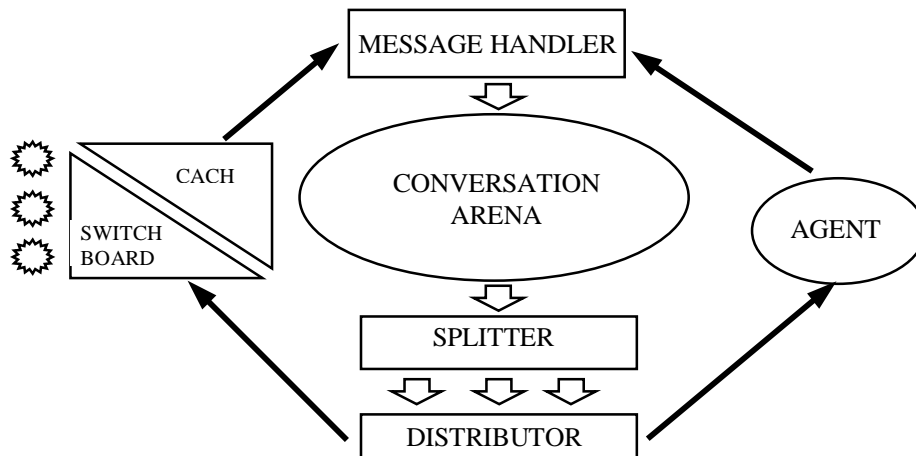 MESSAGE HANDLER
CACH
SWITCH
BOARD
CONVERSATION
ARENA
AGENT
SPLITTER
DISTRIBUTOR